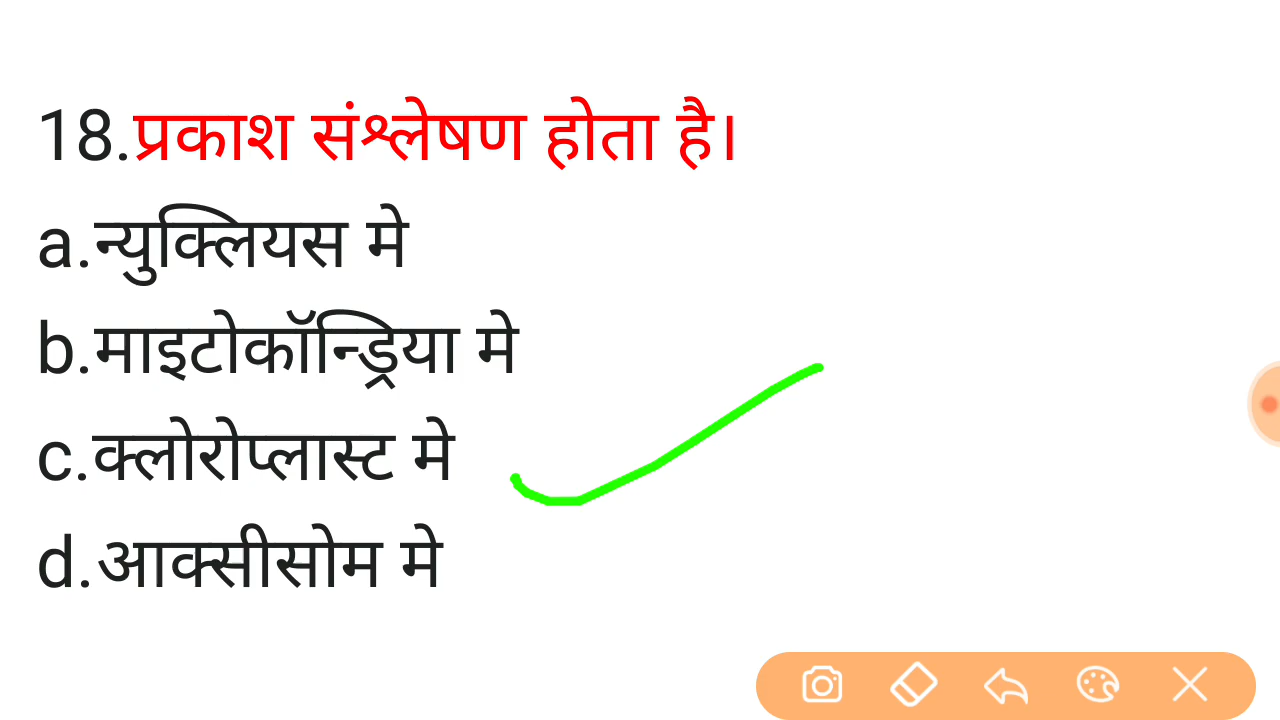 18.प्रकाश संश्लेषण होता है।
a.न्युक्लियस मे
b.माइटोकॉन्ड्रिया मे
c.क्लोरोप्लास्ट मे
d.आक्सीसोम मे